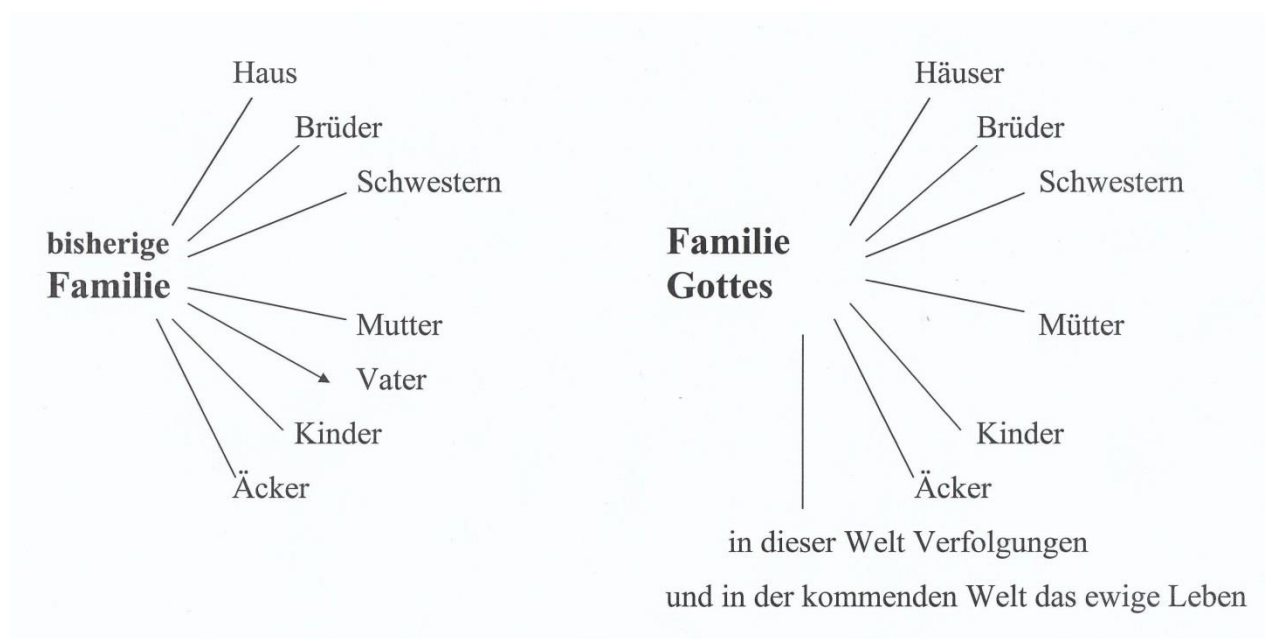 Haus
Brüder
Schwestern
bisherige
Familie
Mutter
Vater
Kinder
Äcker
Häuser
Brüder
Schwestern
Familie
Gottes
Mütter
Kinder
Äcker
in dieser Welt Verfolgungen
und in der kommenden Welt das ewige Leben